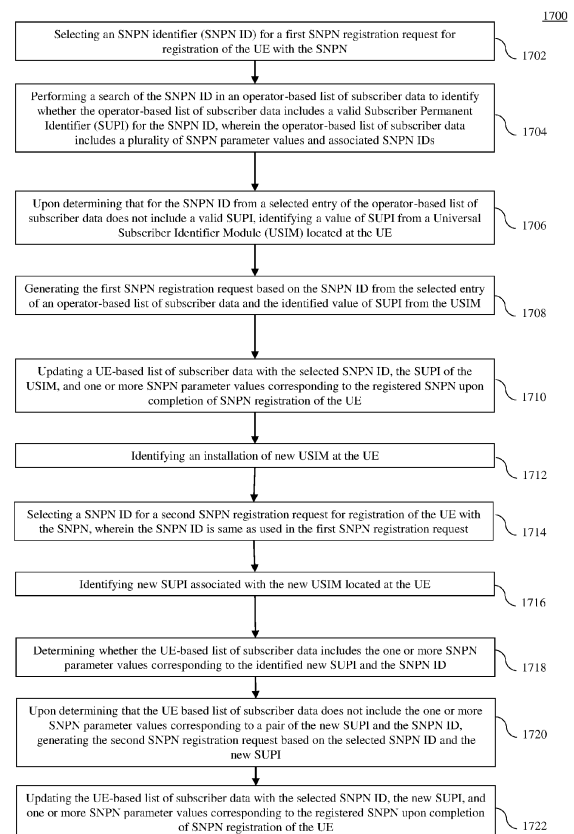 1700
Selecting an SNPN identifier (SNPN ID) for a first SNPN registration request for
registration of the UE with the SNPN
1702
Performing a search of the SNPN ID in an operator-based list of subscriber data to identify
whether the operator-based list of subscriber data includes a valid Subscriber Permanent
Identifier (SUPI) for the SNPN ID, wherein the operator-based list of subscriber data
includes a plurality of SNPN parameter values and associated SNPN IDs
1704
Upon determining that for the SNPN ID from a selected entry of the operator-based list of
subscriber data does not include a valid SUPI, identifying a value of SUPI from a Universal
Subscriber Identifier Module (USIM) located at the UE
1706
Generating the first SNPN registration request based on the SNPN ID from the selected entry
of an operator-based list of subscriber data and the identified value of SUPI from the USIM
1708
Updating a UE-based list of subscriber data with the selected SNPN ID, the SUPI of the
USIM, and one or more SNPN parameter values corresponding to the registered SNPN upon
completion of SNPN registration of the UE
1710
Identifying an installation of new USIM at the UE
1712
Selecting a SNPN ID for a second SNPN registration request for registration of the UE with
the SNPN, wherein the SNPN ID is same as used in the first SNPN registration request
1714
Identifying new SUPI associated with the new USIM located at the UE
1716
Determining whether the UE-based list of subscriber data includes the one or more SNPN
parameter values corresponding to the identified new SUPI and the SNPN ID
1718
Upon determining that the UE based list of subscriber data does not include the one or more
SNPN parameter values corresponding to a pair of the new SUPI and the SNPN ID,
generating the second SNPN registration request based on the selected SNPN ID and the
new SUPI
1720
Updating the UE-based list of subscriber data with the selected SNPN ID, the new SUPI, and
one or more SNPN parameter values corresponding to the registered SNPN upon completion
of SNPN registration of the UE
1722